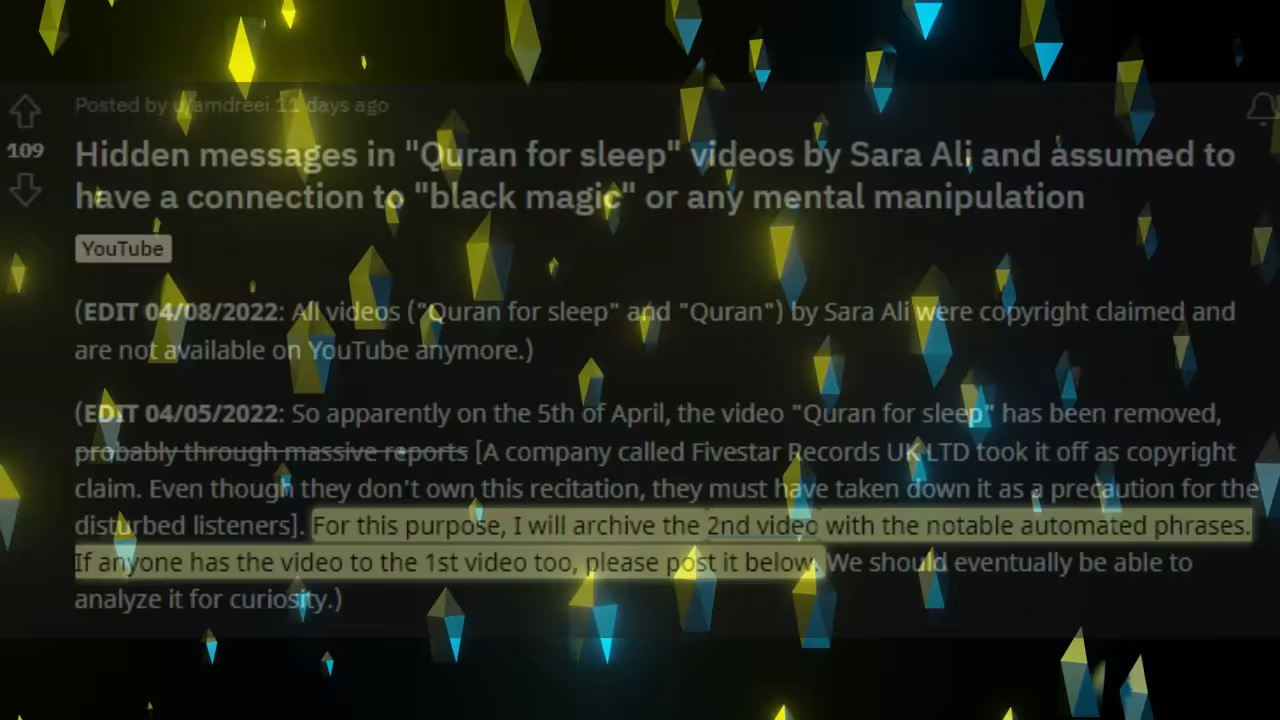 Posted by u/amdreei 11 days ago
109
Hidden messages in "Quran for sleep" videos by Sara Ali and assumed to
have a connection to "black magic" or any mental manipulation
YouTube
(EDIT 04/08/2022: All videos ("Quran for sleep" and "Quran") by Sara Ali were copyright claimed and
are not available on YouTube anymore.)
(EDIT 04/05/2022: So apparently on the 5th of April, the video "Quran for sleep" has been removed,
probably through massive reports [A company called Fivestar Records UK LTD took it off as copyright
claim. Even though they don't own this recitation, they must have taken down it as a precaution for the
disturbed listeners]. For this purpose, I will archive the 2nd video with the notable automated phrases.
If anyone has the video to the 1st video too, please post it below. We should eventually be able to
analyze it for curiosity.)